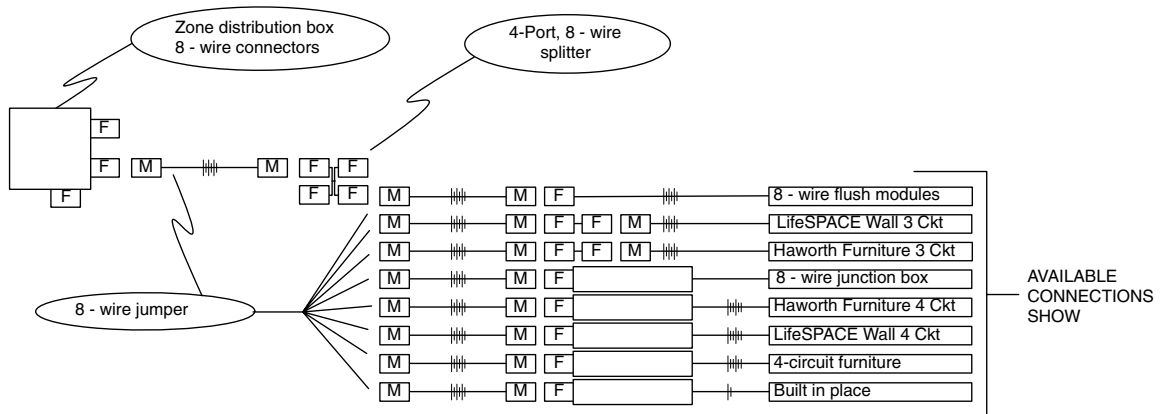 Zone distribution box
8 - wire connectors
4-Port, 8 - wire
splitter
F
F M M F F
F F F
M M F 8 - wire flush modules
M M F F M LifeSPACE Wall 3 Ckt
M M F F M Haworth Furniture 3 Ckt
M M F 8 - wire junction box
M M F Haworth Furniture 4 Ckt
M M F LifeSPACE Wall 4 Ckt
M M F 4-circuit furniture
M M F Built in place
8 - wire jumper
AVAILABLE
CONNECTIONS
SHOW